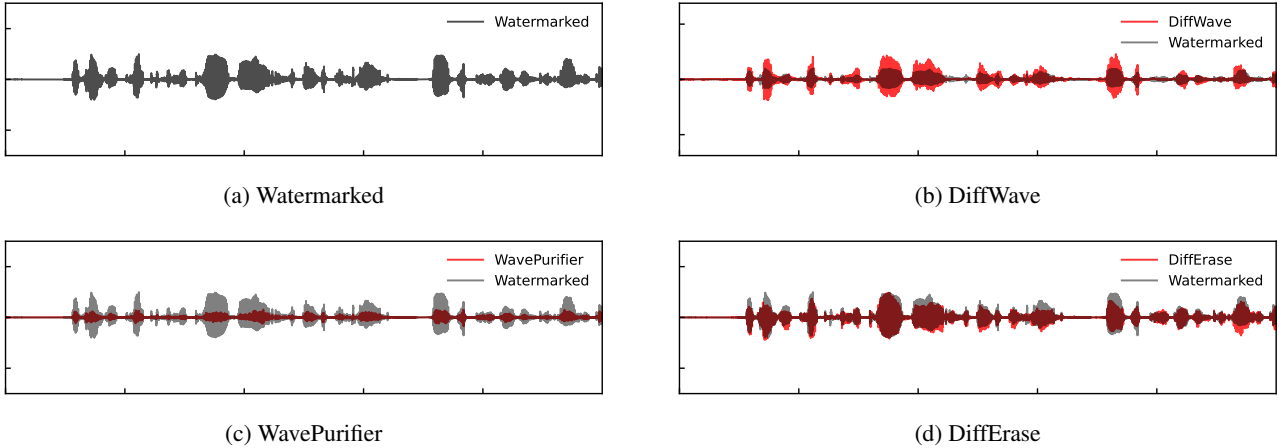 Watermarked
(a) Watermarked
DiffWave
Watermarked
(b) DiffWave
WavePurifier
Watermarked
(c) WavePurifier
DiffErase
Watermarked
(d) DiffErase